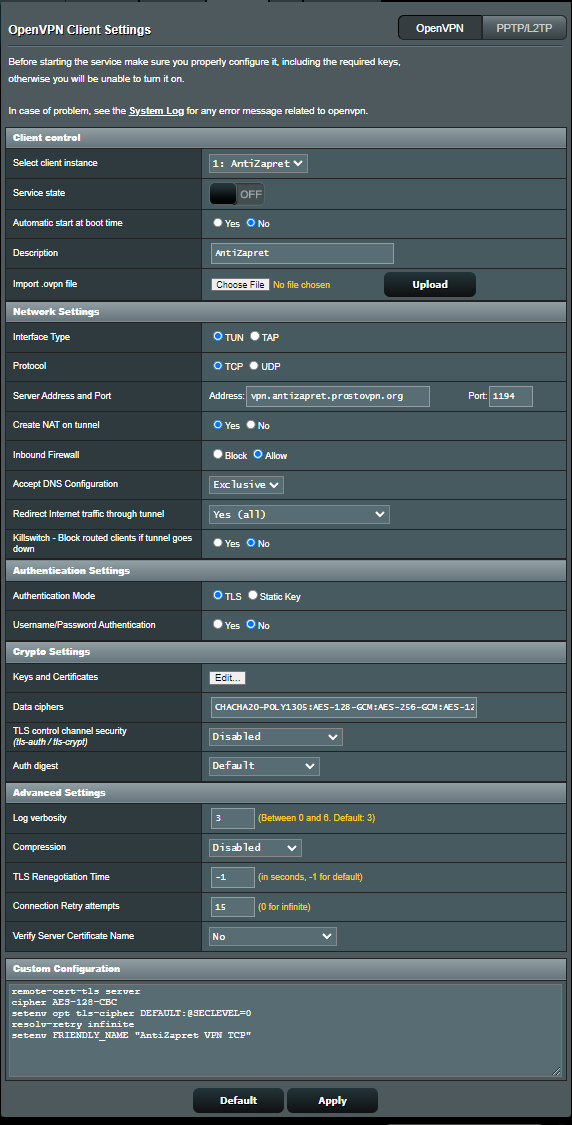 OpenVPN Client Settings
OpenVPN PPTP/L2TP
Before starting the service make sure you properly configure it, including the required keys,
otherwise you will be unable to turn it on.
In case of problem, see the System Log for any error message related to openvpn.
Client control
Select client instance 1: AntiZapret
Service state OFF
Automatic start at boot time Yes No
Description AntiZapret
Import .ovpn file Choose File No file chosen Upload
Network Settings
Interface Type TUN TAP
Protocol TCP UDP
Server Address and Port Address: vpn.antizapret.prostovpn.org Port: 1194
Create NAT on tunnel Yes No
Inbound Firewall Block Allow
Accept DNS Configuration Exclusive
Redirect Internet traffic through tunnel Yes (all)
Killswitch - Block routed clients if tunnel goes
down Yes No
Authentication Settings
Authentication Mode TLS Static Key
Username/Password Authentication Yes No
Crypto Settings
Keys and Certificates Edit...
Data ciphers CHACHA20-POLY1305:AES-128-GCM:AES-256-GCM:AES-12
TLS control channel security
(tls-auth / tls-crypt) Disabled
Auth digest Default
Advanced Settings
Log verbosity 3 (Between 0 and 6. Default: 3)
Compression Disabled
TLS Renegotiation Time -1 (in seconds, -1 for default)
Connection Retry attempts 15 (0 for infinite)
Verify Server Certificate Name No
Custom Configuration
remote-cert-tls server
cipher AES-128-CBC
setenv opt tls-cipher DEFAULT:@SECLEVEL=0
resolv-retry infinite
setenv FRIENDLY_NAME "AntiZapret VPN TCP"
Default Apply